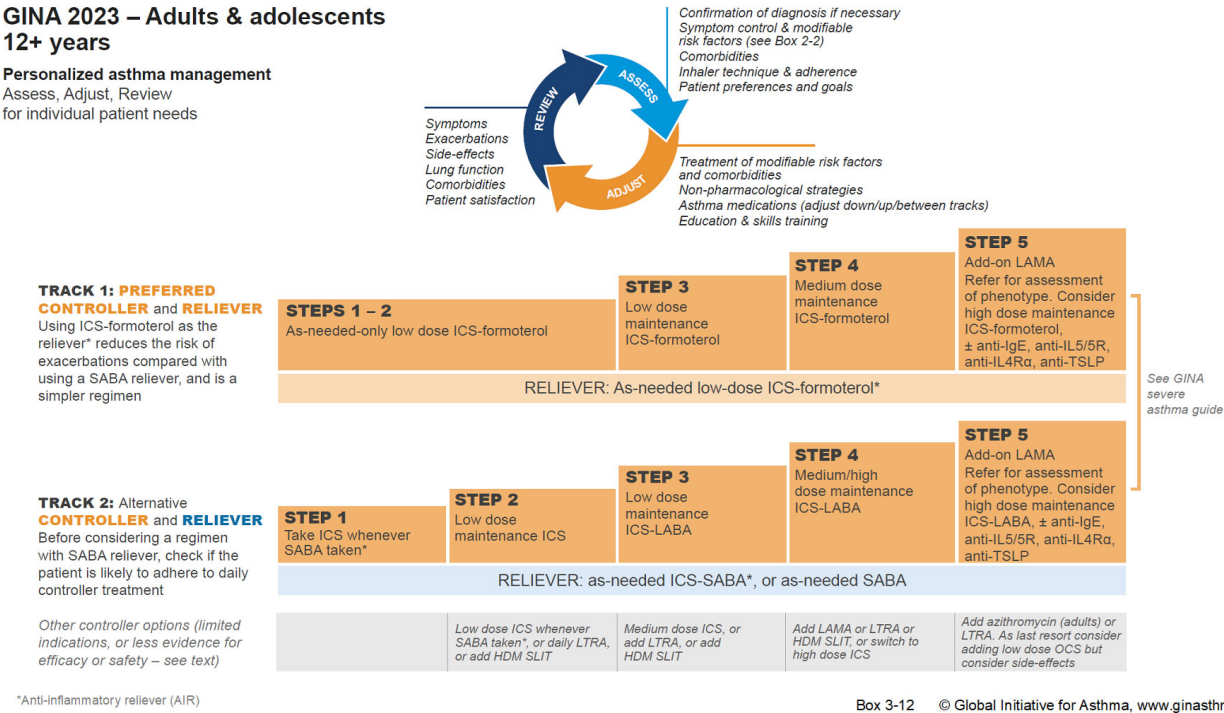 GINA 2023 – Adults & adolescents
12+ years
Personalized asthma management
Assess, Adjust, Review
for individual patient needs
Confirmation of diagnosis if necessary
Symptom control & modifiable
risk factors (see Box 2-2)
Comorbidities
Inhaler technique & adherence
Patient preferences and goals
REVIEW
ASSESS
ADJUST
Symptoms
Exacerbations
Side-effects
Lung function
Comorbidities
Patient satisfaction
Treatment of modifiable risk factors
and comorbidities
Non-pharmacological strategies
Asthma medications (adjust down/up/between tracks)
Education & skills training
TRACK 1: PREFERRED
CONTROLLER and RELIEVER
Using ICS-formoterol as the
reliever* reduces the risk of
exacerbations compared with
using a SABA reliever, and is a
simpler regimen
STEPS 1 – 2
As-needed-only low dose ICS-formoterol
STEP 3
Low dose
maintenance
ICS-formoterol
STEP 4
Medium dose
maintenance
ICS-formoterol
STEP 5
Add-on LAMA
Refer for assessment
of phenotype. Consider
high dose maintenance
ICS-formoterol,
± anti-IgE, anti-IL5/5R,
anti-IL4Rα, anti-TSLP
RELIEVER: As-needed low-dose ICS-formoterol*
See GINA
severe
asthma guide
TRACK 2: Alternative
CONTROLLER and RELIEVER
Before considering a regimen
with SABA reliever, check if the
patient is likely to adhere to daily
controller treatment
STEP 1
Take ICS whenever
SABA taken*
STEP 2
Low dose
maintenance ICS
STEP 3
Low dose
maintenance
ICS-LABA
STEP 4
Medium/high
dose maintenance
ICS-LABA
STEP 5
Add-on LAMA
Refer for assessment
of phenotype. Consider
high dose maintenance
ICS-LABA, ± anti-IgE,
anti-IL5/5R, anti-IL4Rα,
anti-TSLP
RELIEVER: as-needed ICS-SABA*, or as-needed SABA
Other controller options (limited
indications, or less evidence for
efficacy or safety – see text)
Low dose ICS whenever
SABA taken*, or daily LTRA,
or add HDM SLIT
Medium dose ICS, or
add LTRA, or add
HDM SLIT
Add LAMA or LTRA or
HDM SLIT, or switch to
high dose ICS
Add azithromycin (adults) or
LTRA. As last resort consider
adding low dose OCS but
consider side-effects
*Anti-inflammatory reliever (AIR)
Box 3-12 © Global Initiative for Asthma, www.ginasth